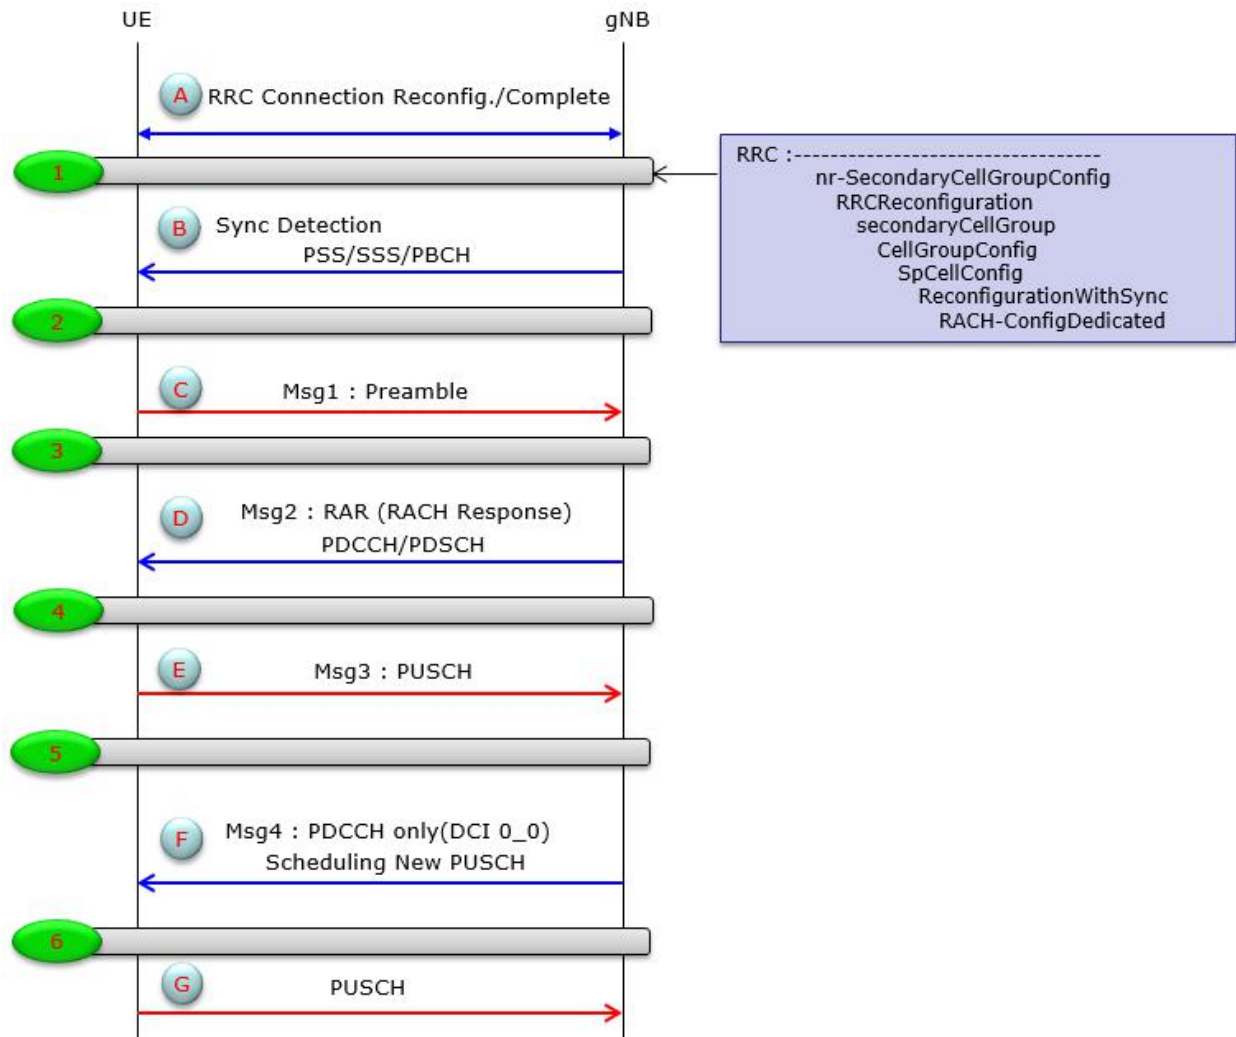 UE
gNB
A
RRC Connection Reconfig./Complete
1
RRC :----------------------------------
nr-SecondaryCellGroupConfig
RRCReconfiguration
secondaryCellGroup
CellGroupConfig
SpCellConfig
ReconfigurationWithSync
RACH-ConfigDedicated
B
Sync Detection
PSS/SSS/PBCH
2
C
Msg1 : Preamble
3
D
Msg2 : RAR (RACH Response)
PDCCH/PDSCH
4
E
Msg3 : PUSCH
5
F
Msg4 : PDCCH only(DCI 0_0)
Scheduling New PUSCH
6
G
PUSCH